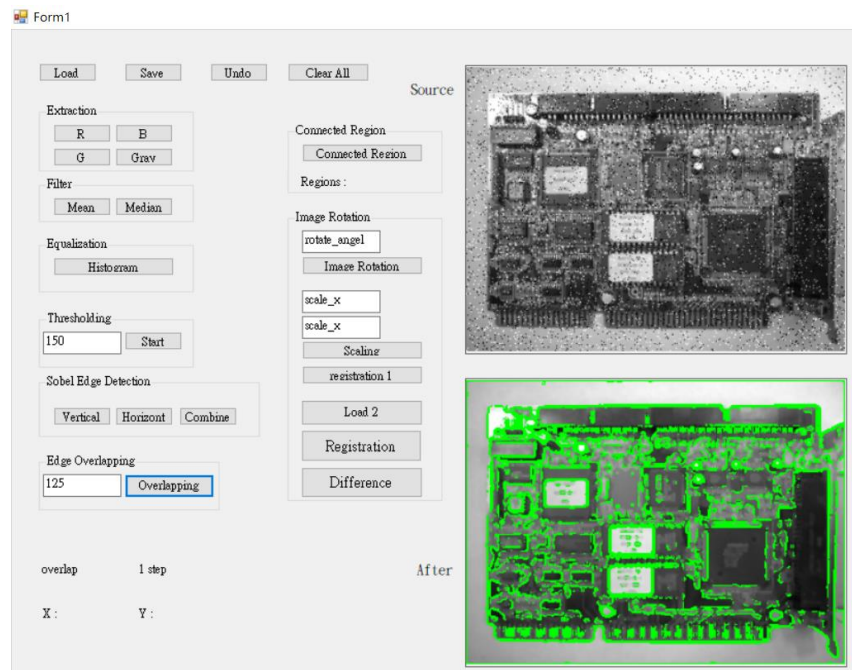 Form1
Load Save Undo Clear All
Source
Extraction
R B
G Grav
Filter
Mean Median
Equalization
Histogram
Thresholding
150 Start
Sobel Edge Detection
Vertical Horizont Combine
Edge Overlapping
125 Overlapping
Connected Region
Connected Region
Regions :
Image Rotation
rotate_angel
Image Rotation
scale_x
scale_x
Scaling
registration 1
Load 2
Registration
Difference
overlap 1 step
After
X : Y :